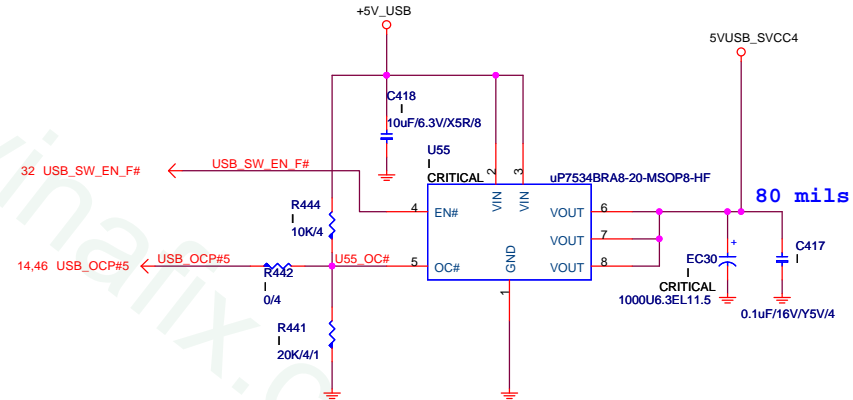 +5V_USB
5VUSB_SVCC4
C418
I
10uF/6.3V/X5R/8
U55
I
CRITICAL
2
3
uP7534BRA8-20-MSOP8-HF
32 USB_SW_EN_F#
USB_SW_EN_F#
80 mils
R444
I
10K/4
4
EN#
VIN
VIN
VOUT
6
VOUT
7
14,46 USB_OCP#5
USB_OCP#5
R442
I
0/4
U55_OC#
5
OC#
GND
VOUT
8
1
EC30
I
CRITICAL
1000U6.3EL11.5
+
C417
I
0.1uF/16V/Y5V/4
R441
I
20K/4/1
vinafix.c